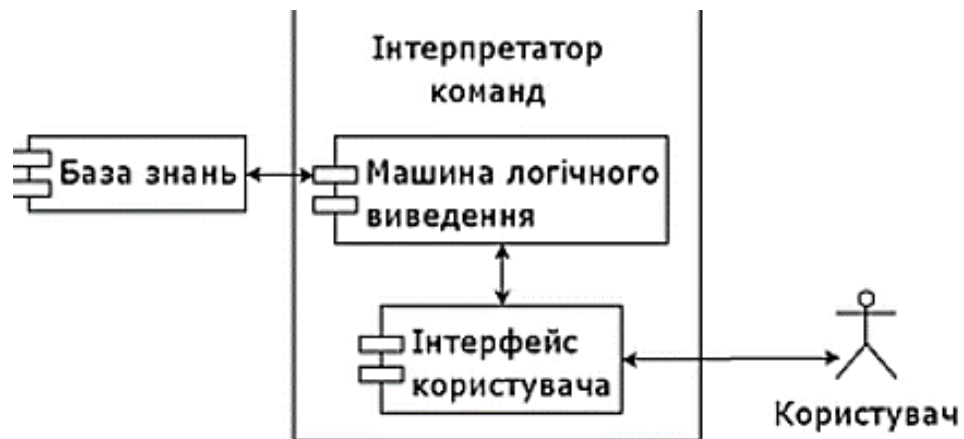 Інтерпретатор
команд
База знань
Машина логічного
виведення
Інтерфейс
користувача
Користувач